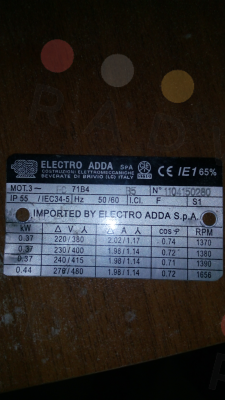 ELECTRO ADDA SPA
COSTRUZIONI ELETTROMECCANICHE
BEVERATE DI BRIVIO (LC) ITALY
CE IE1 65%
MOT.3~ 71B4 B5 N° 1104150280
IP 55 / IEC34-5 Hz 50/60 I.Cl. F S1
IMPORTED BY ELECTRO ADDA S.p.A.
kW Δ V Y Δ A Y cos φ RPM
0.37 220/380 2.02/1.17 0.74 1370
0.37 230/400 1.98/1.14 0.72 1380
0.37 240/415 1.98/1.14 0.71 1390
0.44 276/480 1.98/1.14 0.72 1656